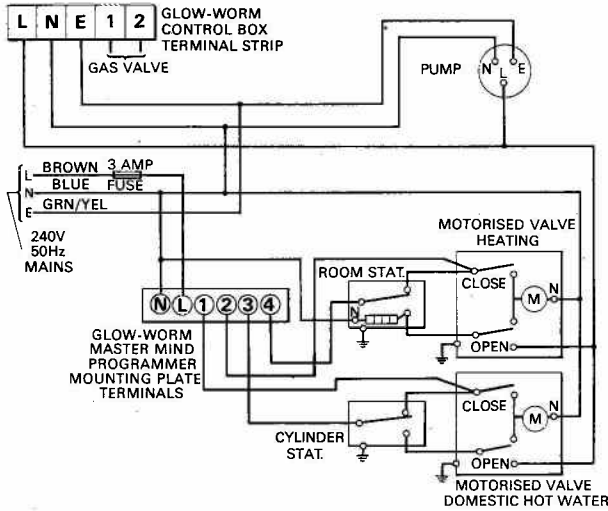 L N E 1 2
GLOW-WORM
CONTROL BOX
TERMINAL STRIP
GAS VALVE
PUMP
N L E
L BROWN 3 AMP
FUSE
N BLUE
E GRN/YEL
240V
50Hz
MAINS
MOTORISED VALVE
HEATING
ROOM STAT.
CLOSE
M N
N
OPEN
N L 1 2 3 4
GLOW-WORM
MASTER MIND
PROGRAMMER
MOUNTING PLATE
TERMINALS
CLOSE
M N
CYLINDER
STAT.
OPEN
MOTORISED VALVE
DOMESTIC HOT WATER